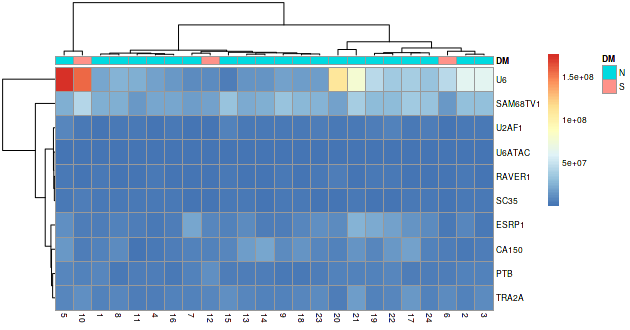 DM
U6
SAM68TV1
U2AF1
U6ATAC
RAVER1
SC35
ESRP1
CA150
PTB
TRA2A
5 10 1 8 11 4 16 7 12 15 13 14 9 18 23 20 21 19 22 17 24 6 2 3
1.5e+08
1e+08
5e+07
DM
N
S